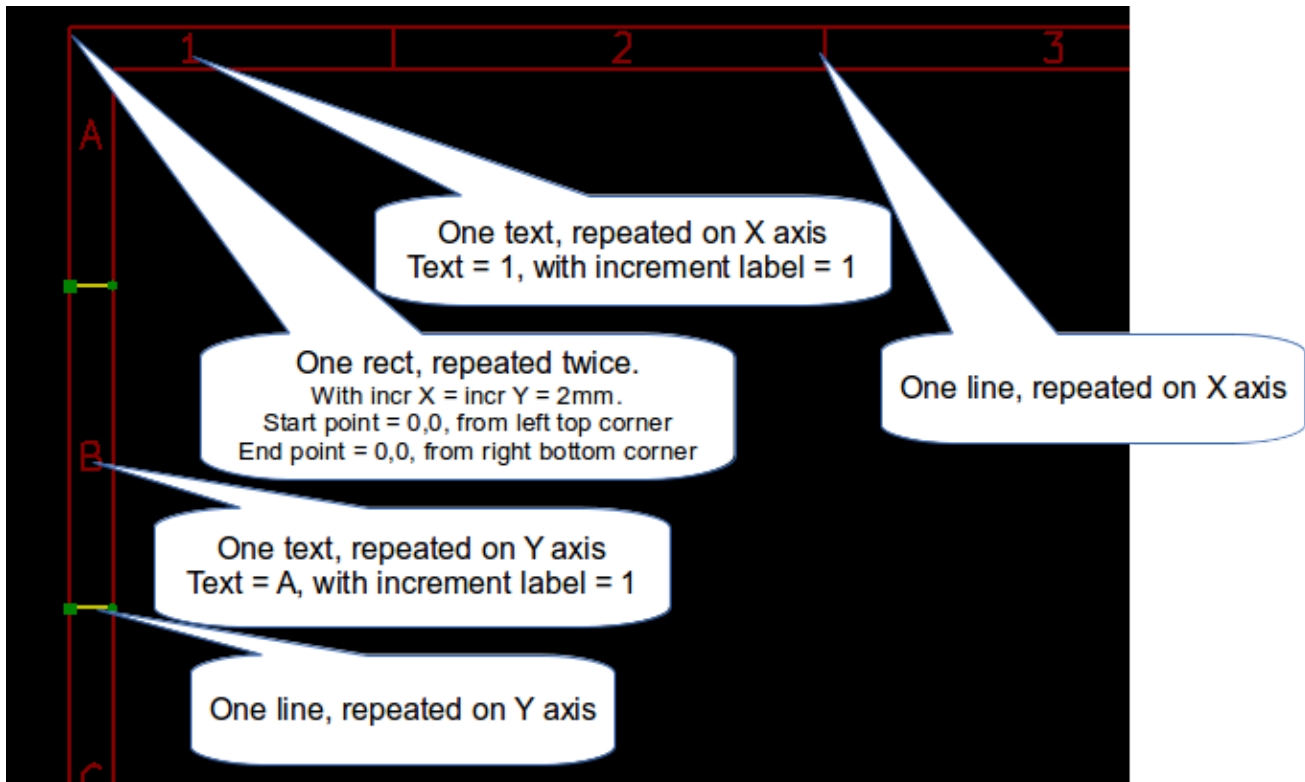 1
2
3
A
One text, repeated on X axis
Text = 1, with increment label = 1
One rect, repeated twice.
With incr X = incr Y = 2mm.
Start point = 0,0, from left top corner
End point = 0,0, from right bottom corner
One line, repeated on X axis
B
One text, repeated on Y axis
Text = A, with increment label = 1
One line, repeated on Y axis
C